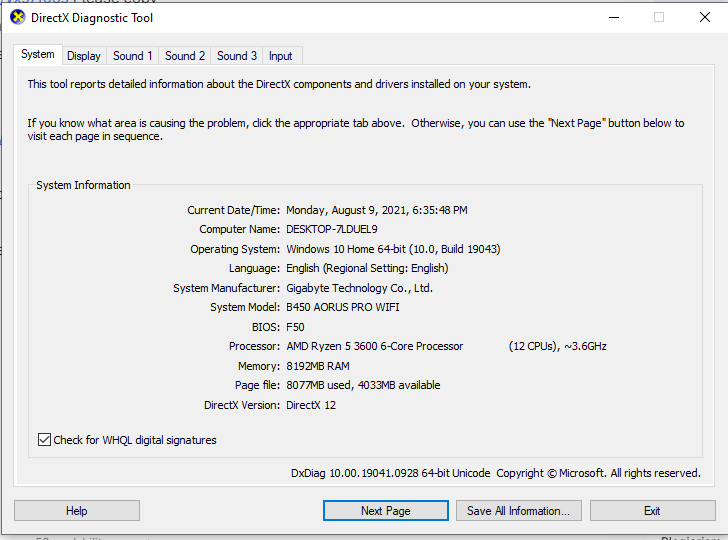 Please copy
DirectX Diagnostic Tool
System Display Sound 1 Sound 2 Sound 3 Input
This tool reports detailed information about the DirectX components and drivers installed on your system.
If you know what area is causing the problem, click the appropriate tab above.  Otherwise, you can use the "Next Page" button below to
visit each page in sequence.
System Information
Current Date/Time: Monday, August 9, 2021, 6:35:48 PM
Computer Name: DESKTOP-7LDUEL9
Operating System: Windows 10 Home 64-bit (10.0, Build 19043)
Language: English (Regional Setting: English)
System Manufacturer: Gigabyte Technology Co., Ltd.
System Model: B450 AORUS PRO WIFI
BIOS: F50
Processor: AMD Ryzen 5 3600 6-Core Processor (12 CPUs), ~3.6GHz
Memory: 8192MB RAM
Page file: 8077MB used, 4033MB available
DirectX Version: DirectX 12
Check for WHQL digital signatures
DxDiag 10.00.19041.0928 64-bit Unicode  Copyright © Microsoft. All rights reserved.
Help Next Page Save All Information... Exit